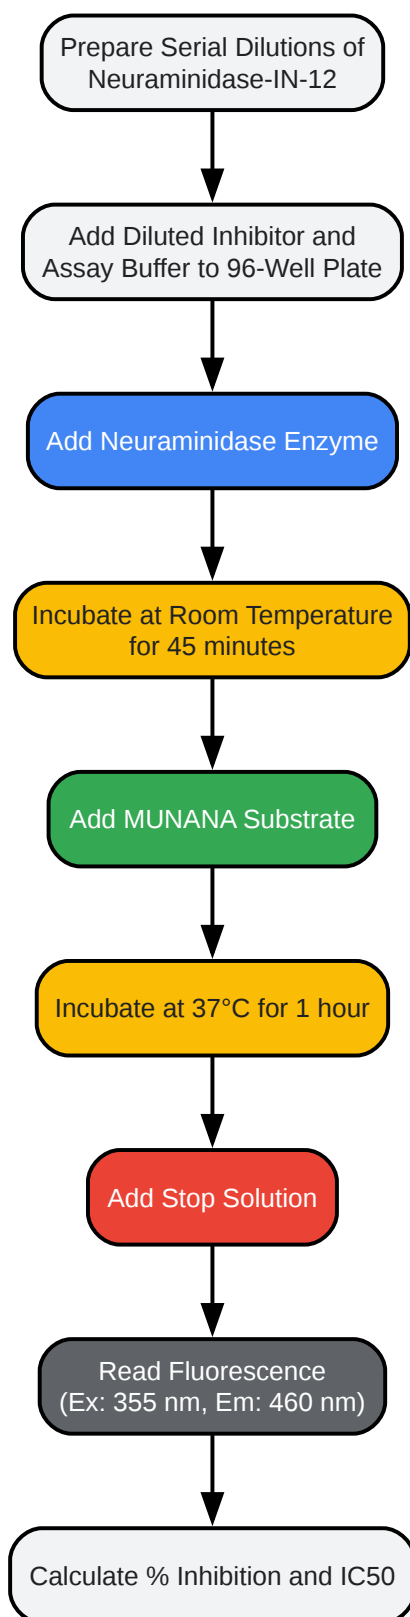 Prepare Serial Dilutions of
Neuraminidase-IN-12
Add Diluted Inhibitor and
Assay Buffer to 96-Well Plate
Add Neuraminidase Enzyme
Incubate at Room Temperature
for 45 minutes
Add MUNANA Substrate
Incubate at 37°C for 1 hour
Add Stop Solution
Read Fluorescence
(Ex: 355 nm, Em: 460 nm)
Calculate % Inhibition and IC50